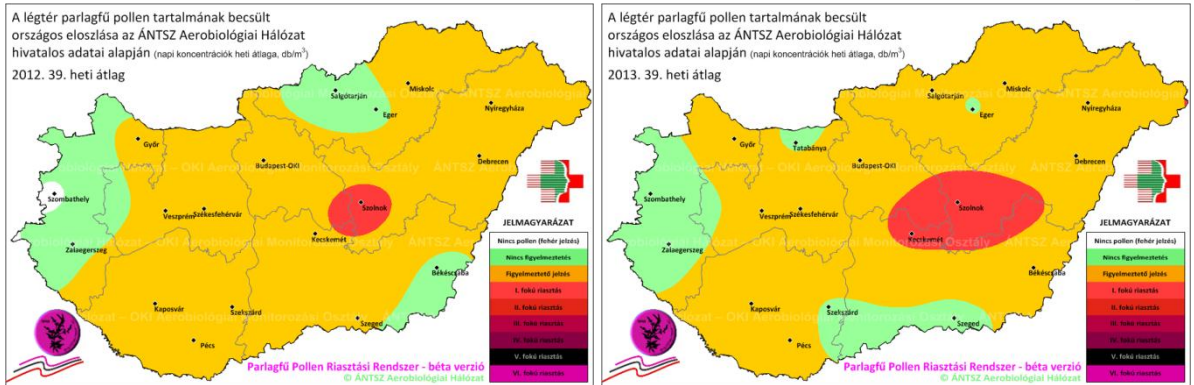 A légtér parlagfű pollen tartalmának becsült
országos eloszlása az ÁNTSZ Aerobiológiai Hálózat
hivatalos adatai alapján (napi koncentrációk heti átlaga, db/m³)
2012. 39. heti átlag
Salgótarján
Miskolc
Eger
Nyíregyháza
Győr
Budapest-OKI
Debrecen
Szombathely
Veszprém
Székesfehérvár
Szolnok
Kecskemét
Zalaegerszeg
Békéscsaba
Kaposvár
Szekszárd
Szeged
Pécs
JELMAGYARÁZAT
Nincs pollen (fehér jelzés)
Nincs figyelmeztetés
Figyelmeztető jelzés
I. fokú riasztás
II. fokú riasztás
III. fokú riasztás
IV. fokú riasztás
V. fokú riasztás
VI. fokú riasztás
Parlagfű Pollen Riasztási Rendszer - béta verzió
© ÁNTSZ Aerobiológiai Hálózat
A légtér parlagfű pollen tartalmának becsült
országos eloszlása az ÁNTSZ Aerobiológiai Hálózat
hivatalos adatai alapján (napi koncentrációk heti átlaga, db/m³)
2013. 39. heti átlag
Salgótarján
Miskolc
Eger
Nyíregyháza
Győr
Tatabánya
Budapest-OKI
Debrecen
Szombathely
Veszprém
Székesfehérvár
Szolnok
Kecskemét
Zalaegerszeg
Békéscsaba
Kaposvár
Szekszárd
Szeged
Pécs
JELMAGYARÁZAT
Nincs pollen (fehér jelzés)
Nincs figyelmeztetés
Figyelmeztető jelzés
I. fokú riasztás
II. fokú riasztás
III. fokú riasztás
IV. fokú riasztás
V. fokú riasztás
VI. fokú riasztás
Parlagfű Pollen Riasztási Rendszer - béta verzió
© ÁNTSZ Aerobiológiai Hálózat